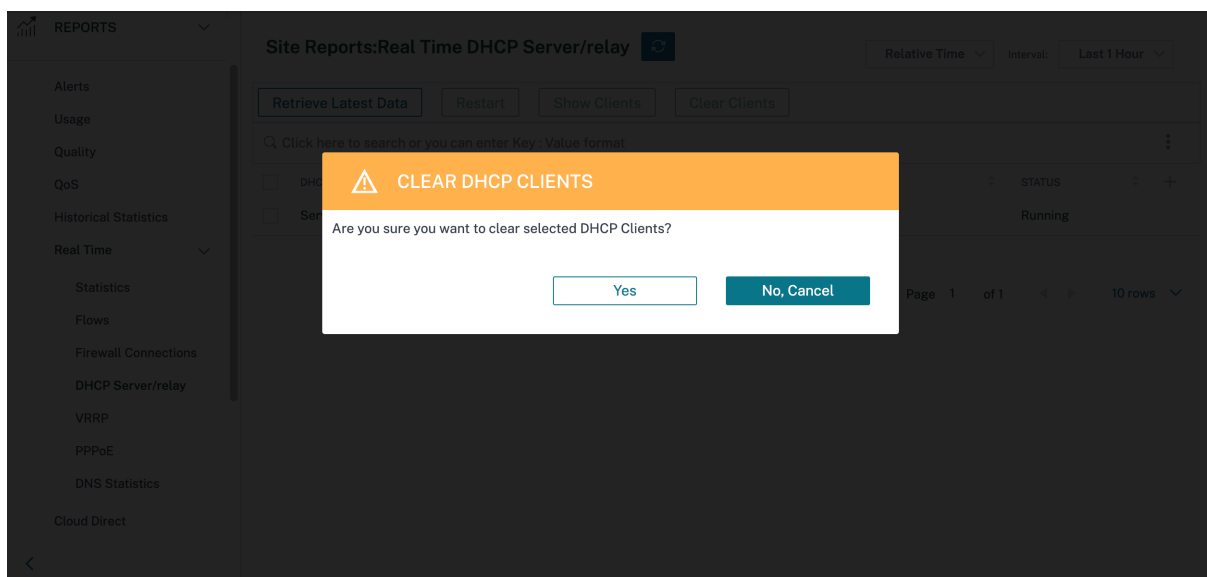 REPORTS
Site Reports:Real Time DHCP Server/relay
Relative Time
Interval:
Last 1 Hour
Alerts
Usage
Quality
QoS
Historical Statistics
Real Time
Statistics
Flows
Firewall Connections
DHCP Server/relay
VRRP
PPPoE
DNS Statistics
Cloud Direct
Retrieve Latest Data
Restart
Show Clients
Clear Clients
Click here to search or you can enter Key : Value format
DHC
STATUS
Ser
Running
CLEAR DHCP CLIENTS
Are you sure you want to clear selected DHCP Clients?
Yes
No, Cancel
Page 1 of 1
10 rows